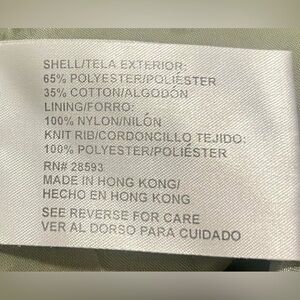 SHELL/TELA EXTERIOR:
65% POLYESTER/POLIÉSTER
35% COTTON/ALGODÓN
LINING/FORRO:
100% NYLON/NILÓN
KNIT RIB/CORDONCILLO TEJIDO:
100% POLYESTER/POLIÉSTER
RN# 28593
MADE IN HONG KONG/
HECHO EN HONG KONG
SEE REVERSE FOR CARE
VER AL DORSO PARA CUIDADO